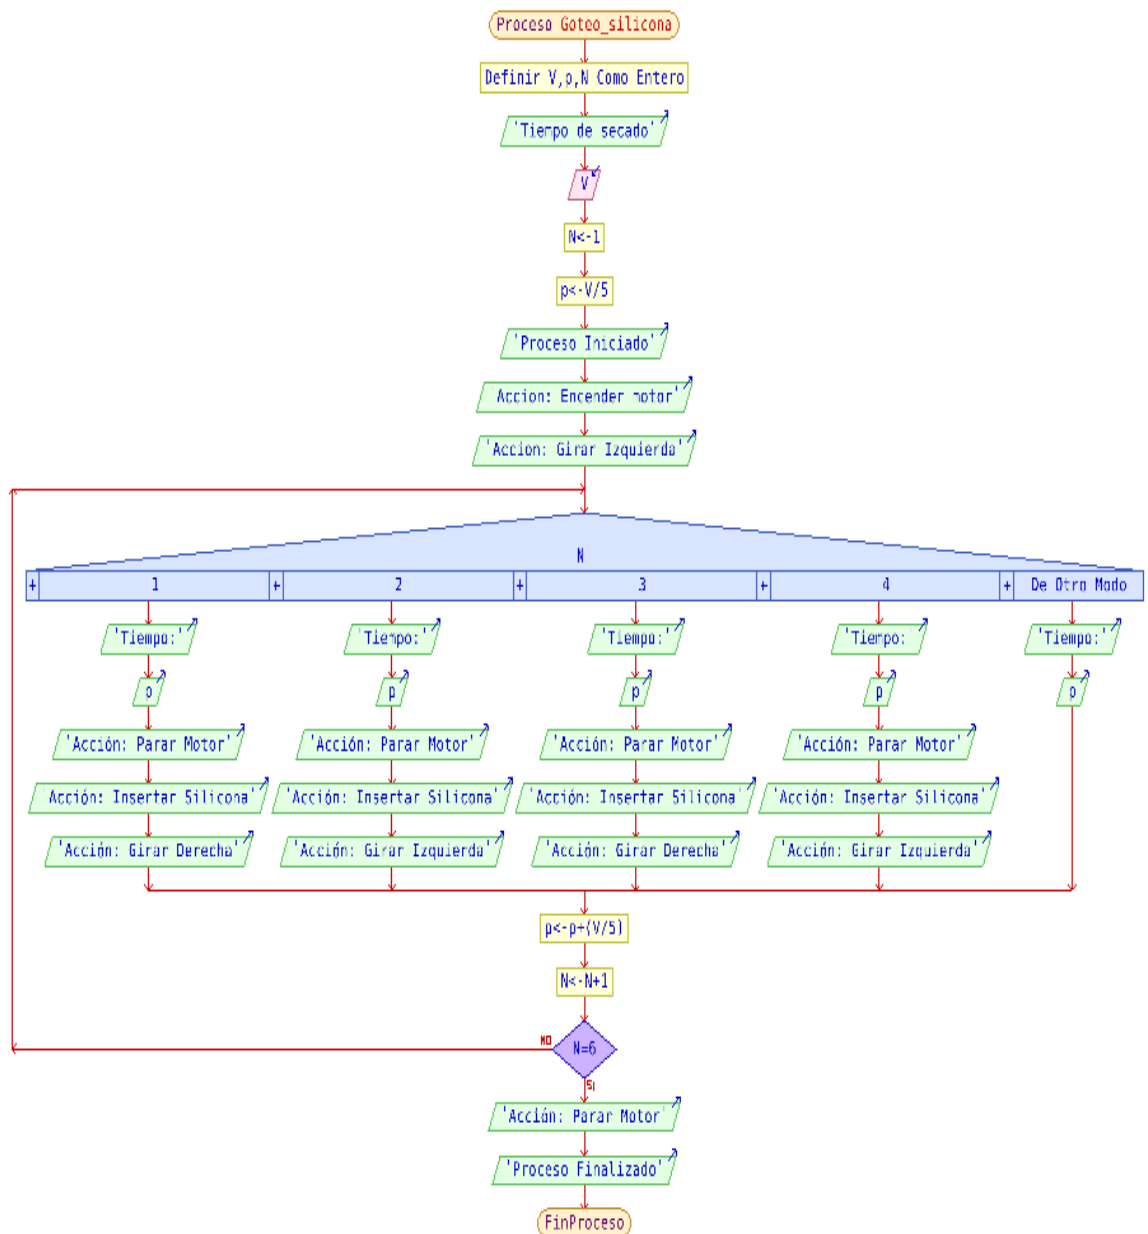 Proceso Goteo_silicona
Definir V,p,N Como Entero
'Tiempo de secado'
V
N<-1
p<-V/5
'Proceso Iniciado'
'Accion: Encender motor'
'Accion: Girar Izquierda'
N
+ 1 + 2 + 3 + 4 + De Otro Modo
'Tiempo:' 'Tiempo:' 'Tiempo:' 'Tiempo:' 'Tiempo:'
p p p p p
'Acción: Parar Motor' 'Acción: Parar Motor' 'Acción: Parar Motor' 'Acción: Parar Motor'
'Acción: Insertar Silicona' 'Acción: Insertar Silicona' 'Acción: Insertar Silicona' 'Acción: Insertar Silicona'
'Acción: Girar Derecha' 'Acción: Girar Izquierda' 'Acción: Girar Derecha' 'Acción: Girar Izquierda'
p<-p+(V/5)
N<-N+1
NO N=6
Si
'Acción: Parar Motor'
'Proceso Finalizado'
FinProceso